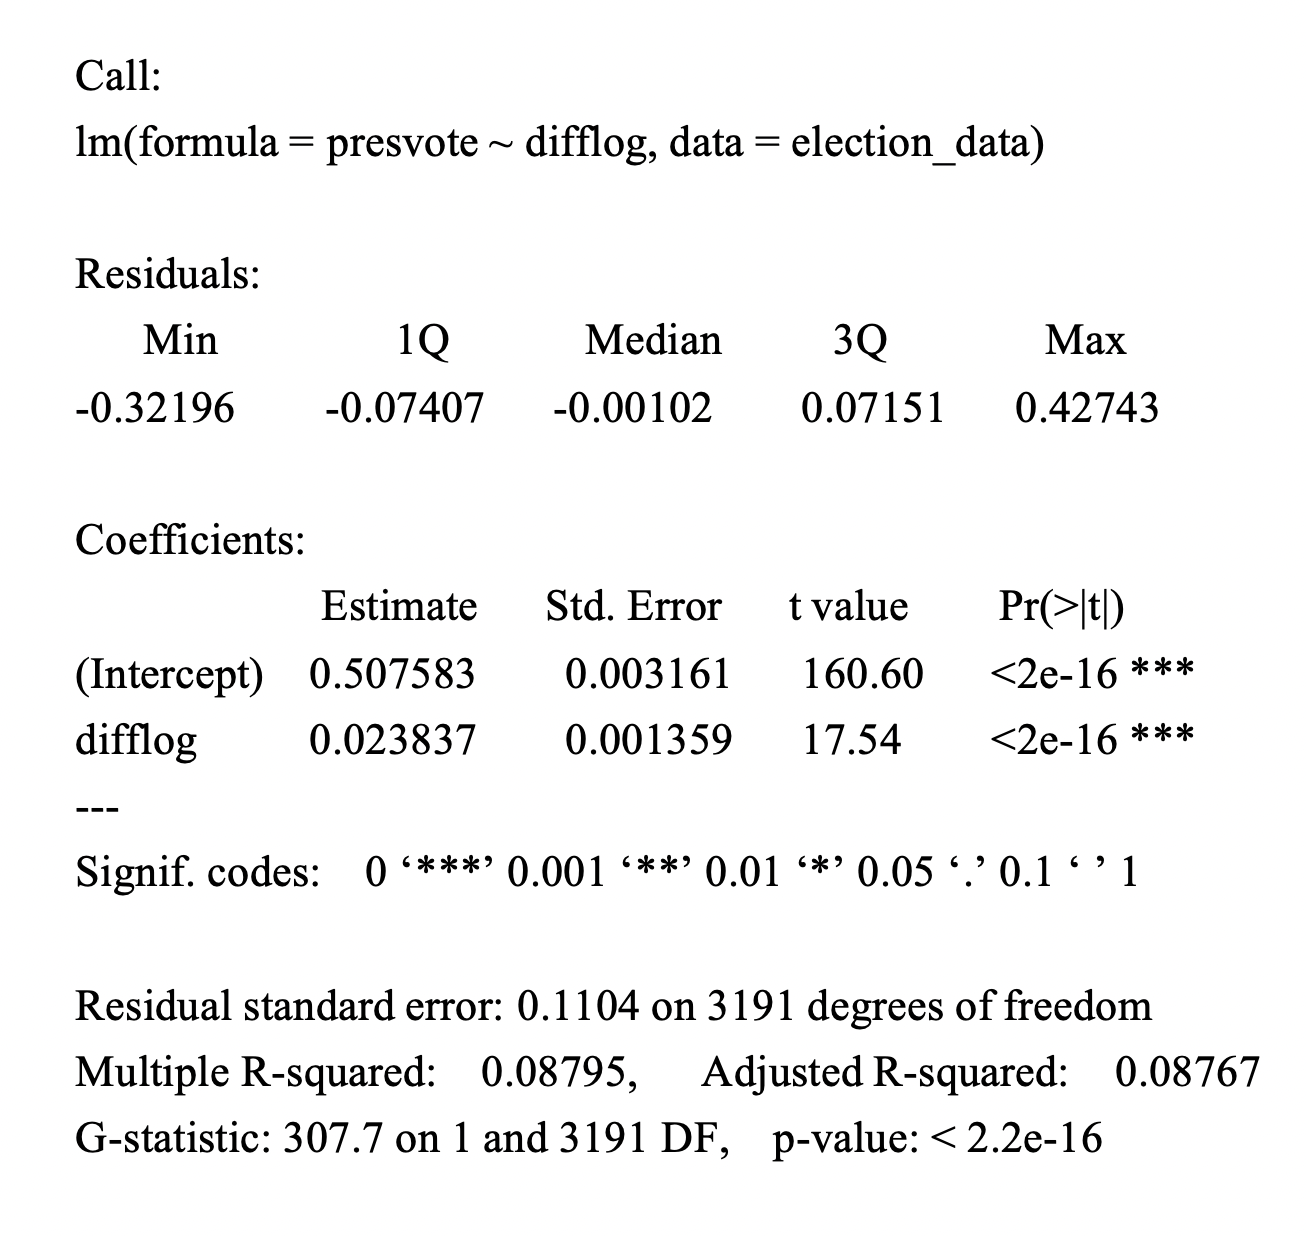 Call:
lm(formula = presvote ~ difflog, data = election_data)
Residuals:
Min 1Q Median 3Q Max
-0.32196 -0.07407 -0.00102 0.07151 0.42743
Coefficients:
Estimate Std. Error t value Pr(>|t|)
(Intercept) 0.507583 0.003161 160.60 <2e-16 ***
difflog 0.023837 0.001359 17.54 <2e-16 ***
---
Signif. codes: 0 ‘***’ 0.001 ‘**’ 0.01 ‘*’ 0.05 ‘.’ 0.1 ‘ ’ 1
Residual standard error: 0.1104 on 3191 degrees of freedom
Multiple R-squared: 0.08795, Adjusted R-squared: 0.08767
G-statistic: 307.7 on 1 and 3191 DF, p-value: < 2.2e-16